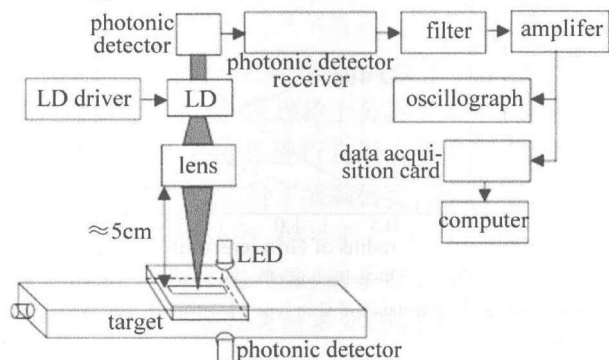 photonic
detector
photonic detector
receiver
filter
amplifer
LD driver
LD
oscillograph
lens
data acqui-
sition card
computer
≈5cm
LED
target
photonic detector